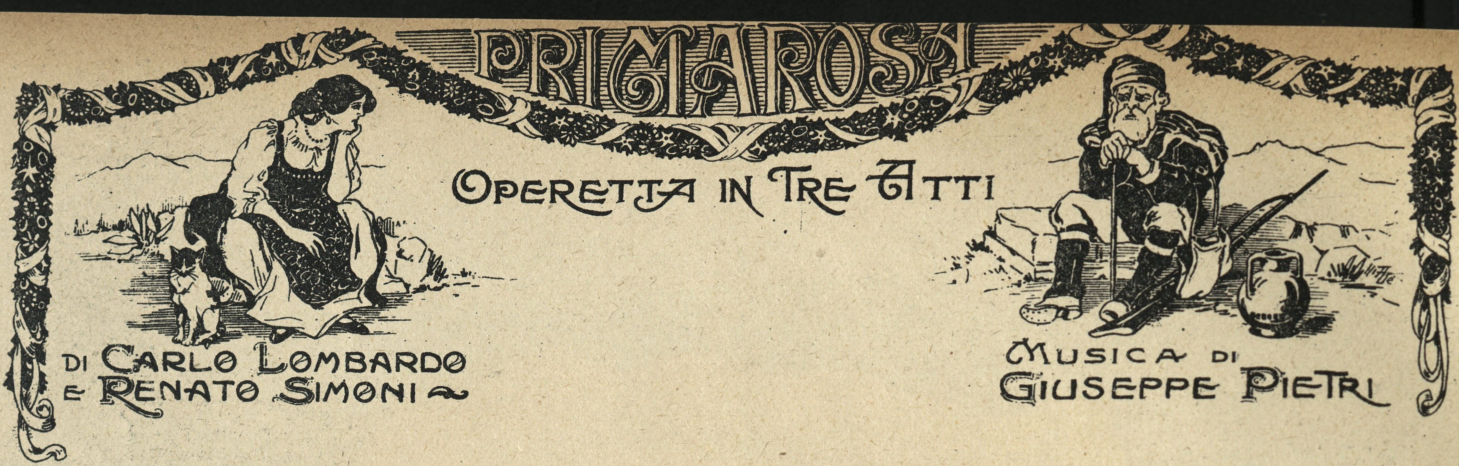 PRIMAROSA
OPERETTA IN TRE ATTI
DI CARLO LOMBARDO
E RENATO SIMONI
MUSICA DI
GIUSEPPE PIETRI